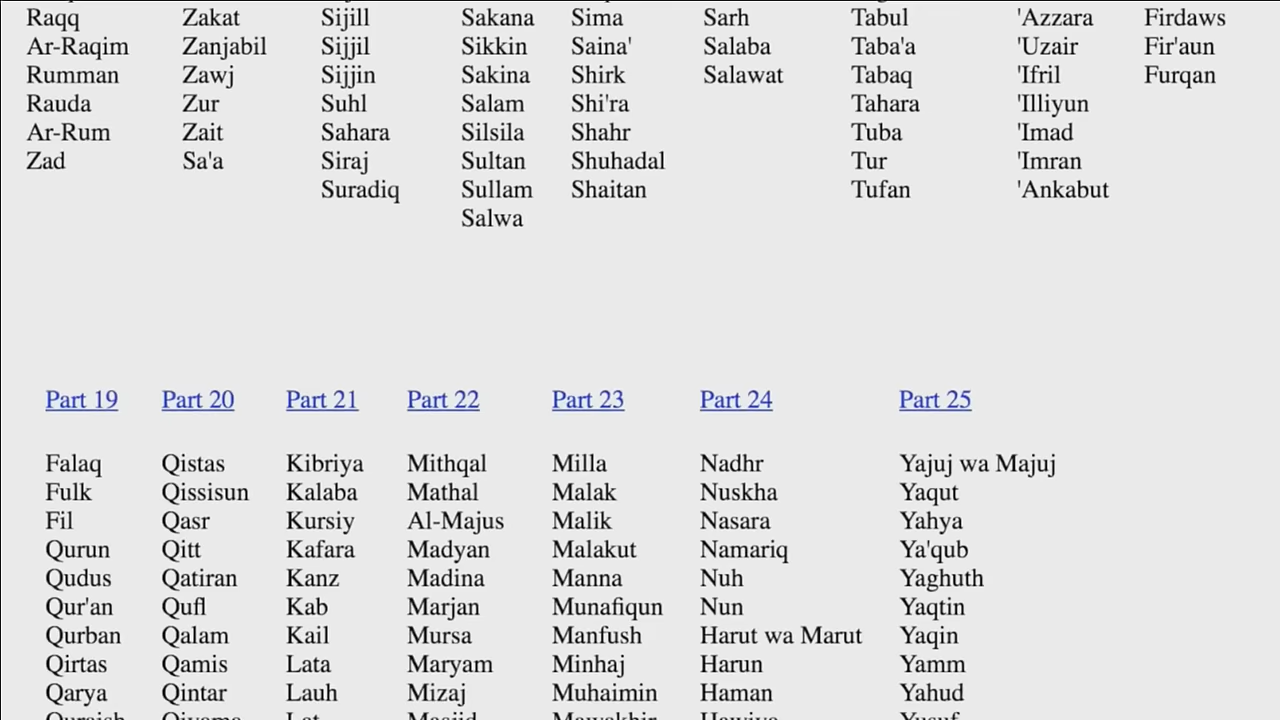 Raqq Zakat Sijill Sakana Sima Sarh Tabul 'Azzara Firdaws
Ar-Raqim Zanjabil Sijjil Sikkin Saina' Salaba Taba'a 'Uzair Fir'aun
Rumman Zawj Sijjin Sakina Shirk Salawat Tabaq 'Ifril Furqan
Rauda Zur Suhl Salam Shi'ra Tahara 'Illiyun
Ar-Rum Zait Sahara Silsila Shahr Tuba 'Imad
Zad Sa'a Siraj Sultan Shuhadal Tur 'Imran
Suradiq Sullam Shaitan Tufan 'Ankabut
Salwa
Part 19 Part 20 Part 21 Part 22 Part 23 Part 24 Part 25
Falaq Qistas Kibriya Mithqal Milla Nadhr Yajuj wa Majuj
Fulk Qissisun Kalaba Mathal Malak Nuskha Yaqut
Fil Qasr Kursiy Al-Majus Malik Nasara Yahya
Qurun Qitt Kafara Madyan Malakut Namariq Ya'qub
Qudus Qatiran Kanz Madina Manna Nuh Yaghuth
Qur'an Qufl Kab Marjan Munafiqun Nun Yaqtin
Qurban Qalam Kail Mursa Manfush Harut wa Marut Yaqin
Qirtas Qamis Lata Maryam Minhaj Harun Yamm
Qarya Qintar Lauh Mizaj Muhaimin Haman Yahud